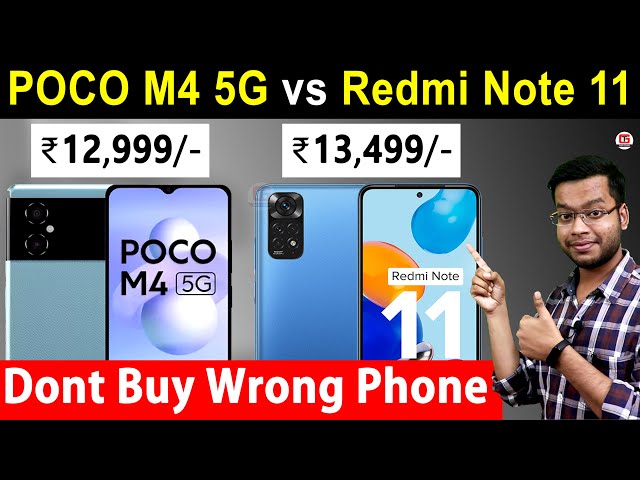 POCO M4 5G vs Redmi Note 11
₹12,999/- ₹13,499/-
POCO
M4 5G
Redmi Note
11
Dont Buy Wrong Phone